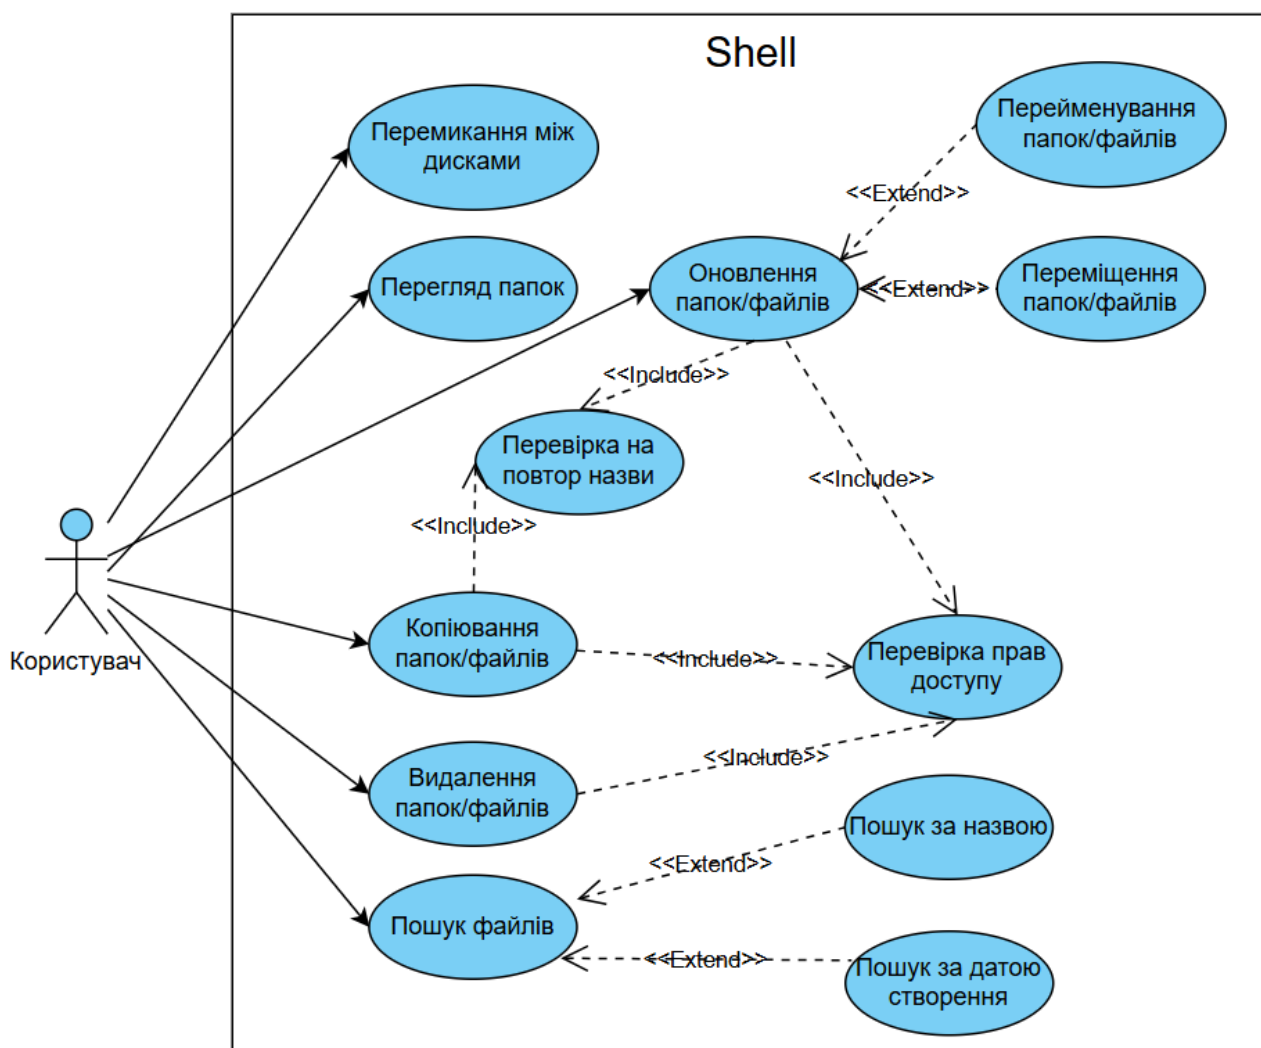 Shell
Перемикання між
дисками
Перейменування
папок/файлів
<<Extend>>
Перегляд папок
Оновлення
папок/файлів
<<Extend>>
Переміщення
папок/файлів
<<Include>>
Перевірка на
повтор назви
<<Include>>
<<Include>>
Користувач
Копіювання
папок/файлів
<<Include>>
Перевірка прав
доступу
Видалення
папок/файлів
<<Include>>
Пошук за назвою
<<Extend>>
Пошук файлів
<<Extend>>
Пошук за датою
створення